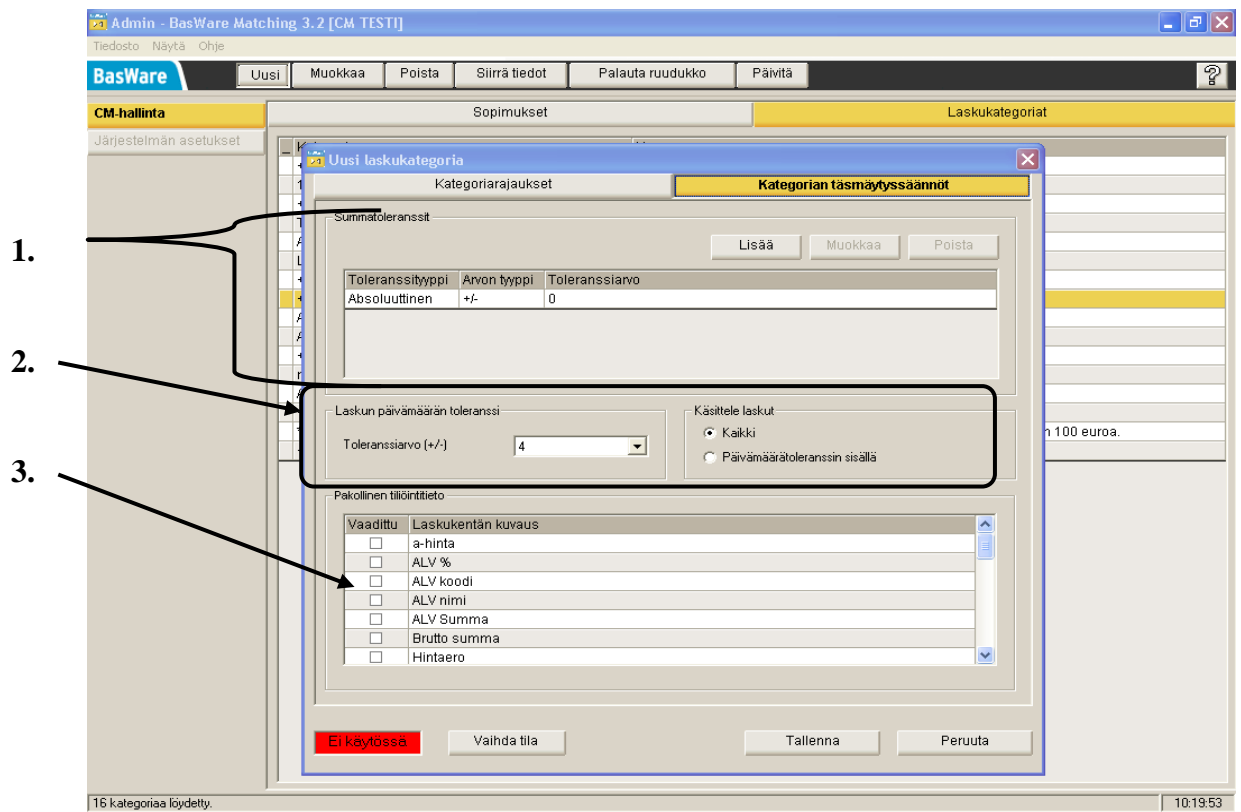 Admin - BasWare Matching 3.2 [CM TESTI]
Tiedosto Näytä Ohje
BasWare Uusi Muokkaa Poista Siirrä tiedot Palauta ruudukko Päivitä ?
CM-hallinta Sopimukset Laskukategoriat
Järjestelmän asetukset
Uusi laskukategoria
Kategoriarajaukset Kategorian täsmäytyssäännöt
Summatoleranssit
1.
Lisää Muokkaa Poista
Toleranssityyppi Arvon tyyppi Toleranssiarvo
Absoluuttinen +/- 0
2.
Laskun päivämäärän toleranssi Käsittele laskut
Toleranssiarvo (+/-) 4 Kaikki
n 100 euroa.
Päivämäärätoleranssin sisällä
3.
Pakollinen tiliöintitieto
Vaadittu Laskukentän kuvaus
a-hinta
ALV %
ALV koodi
ALV nimi
ALV Summa
Brutto summa
Hintaero
Ei käytössä Vaihda tila Tallenna Peruuta
16 kategoriaa löydetty. 10:19:53